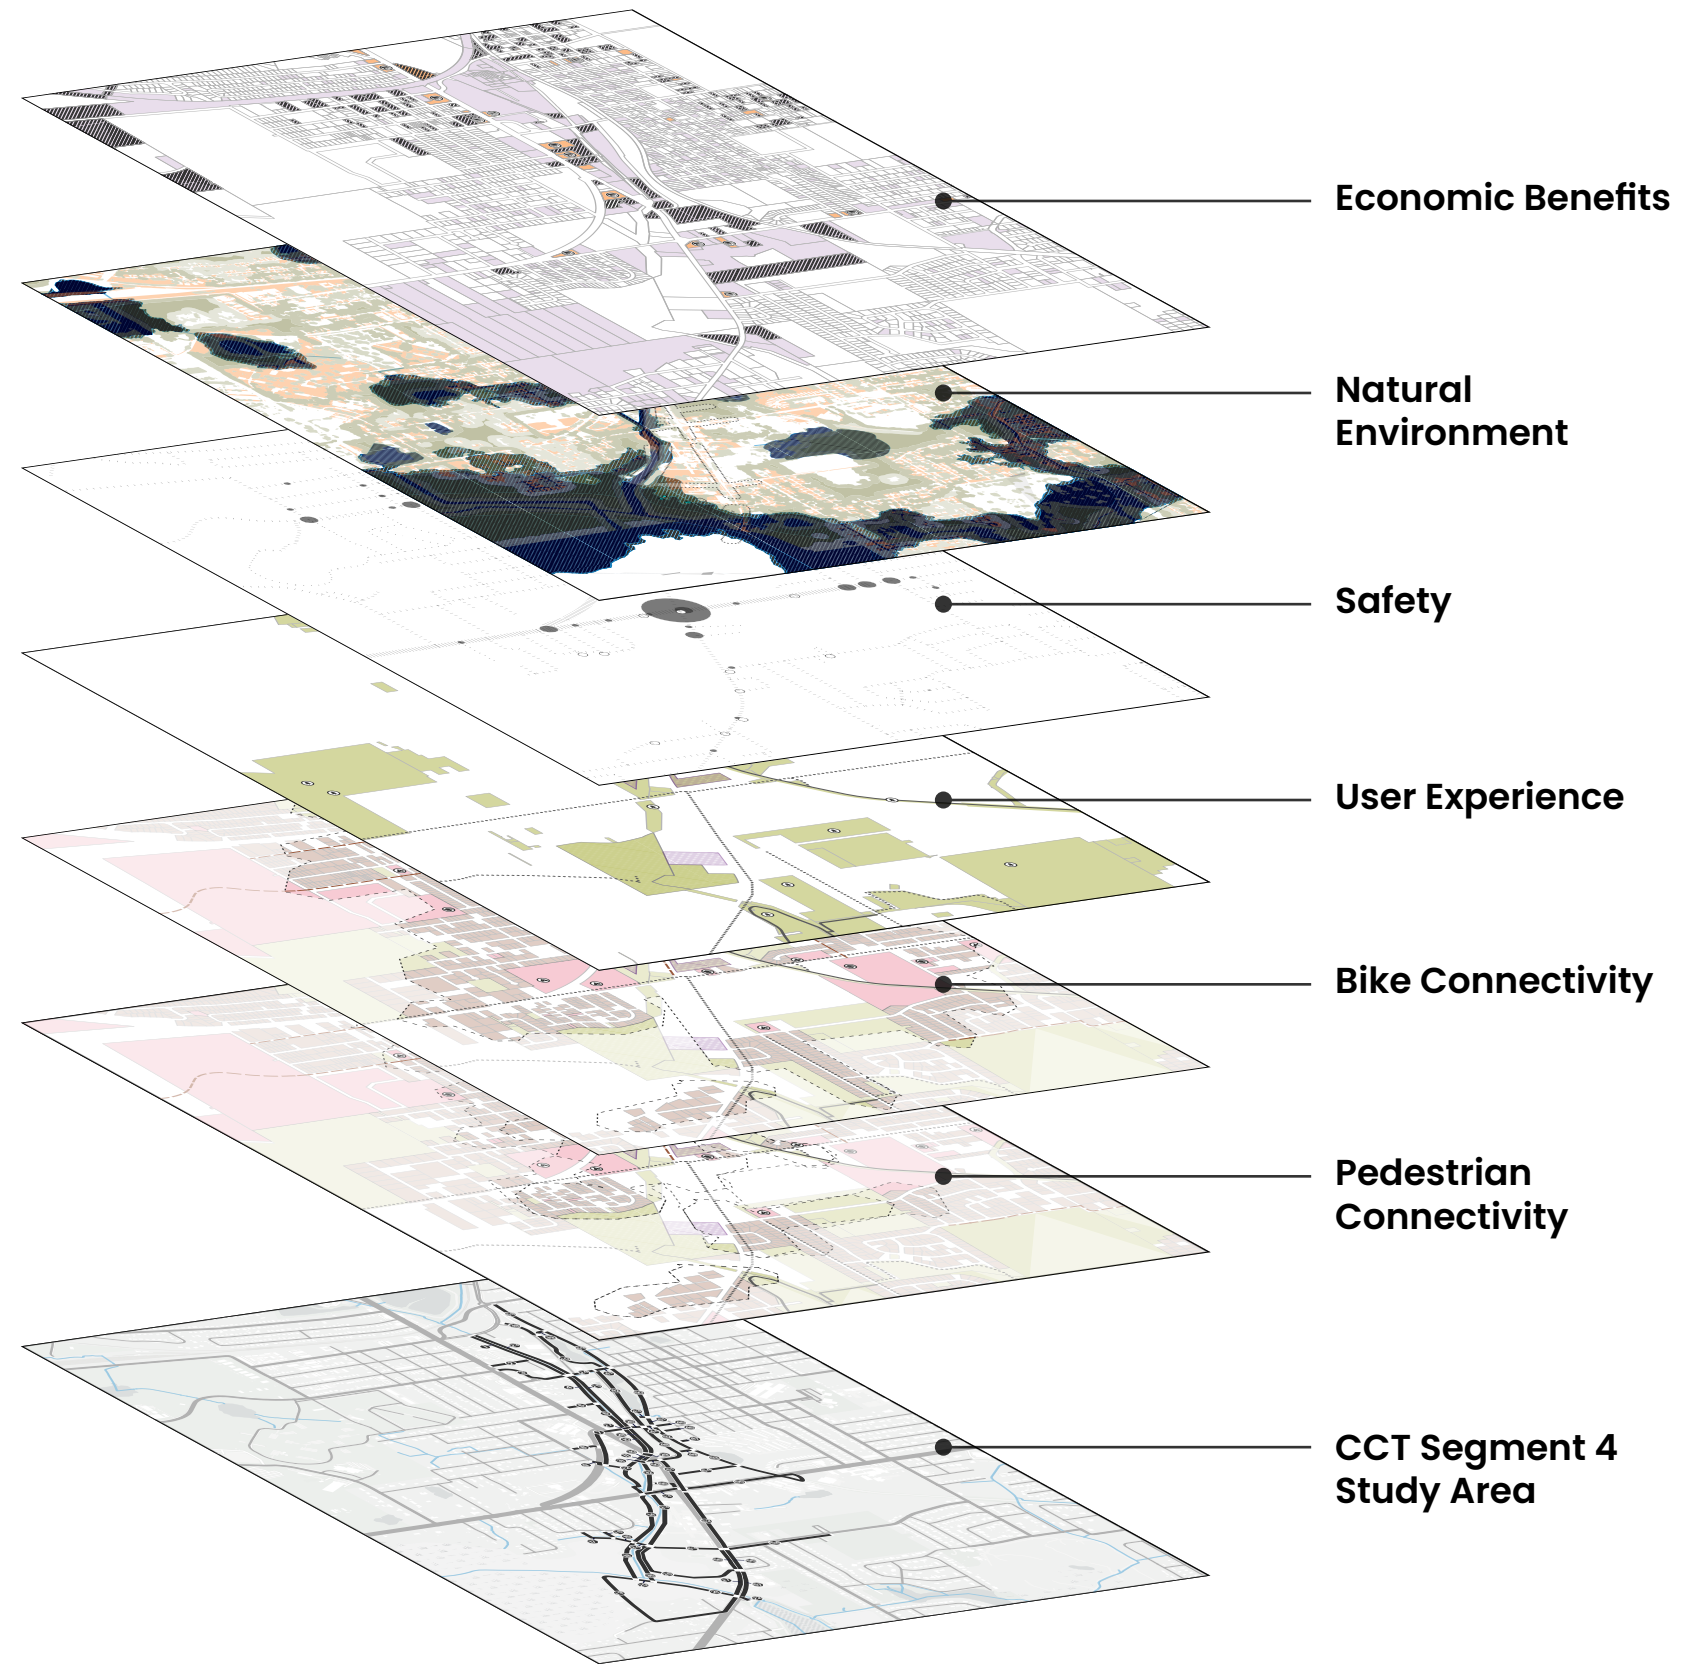 Economic Benefits
Natural
Environment
Safety
User Experience
Bike Connectivity
Pedestrian
Connectivity
CCT Segment 4
Study Area